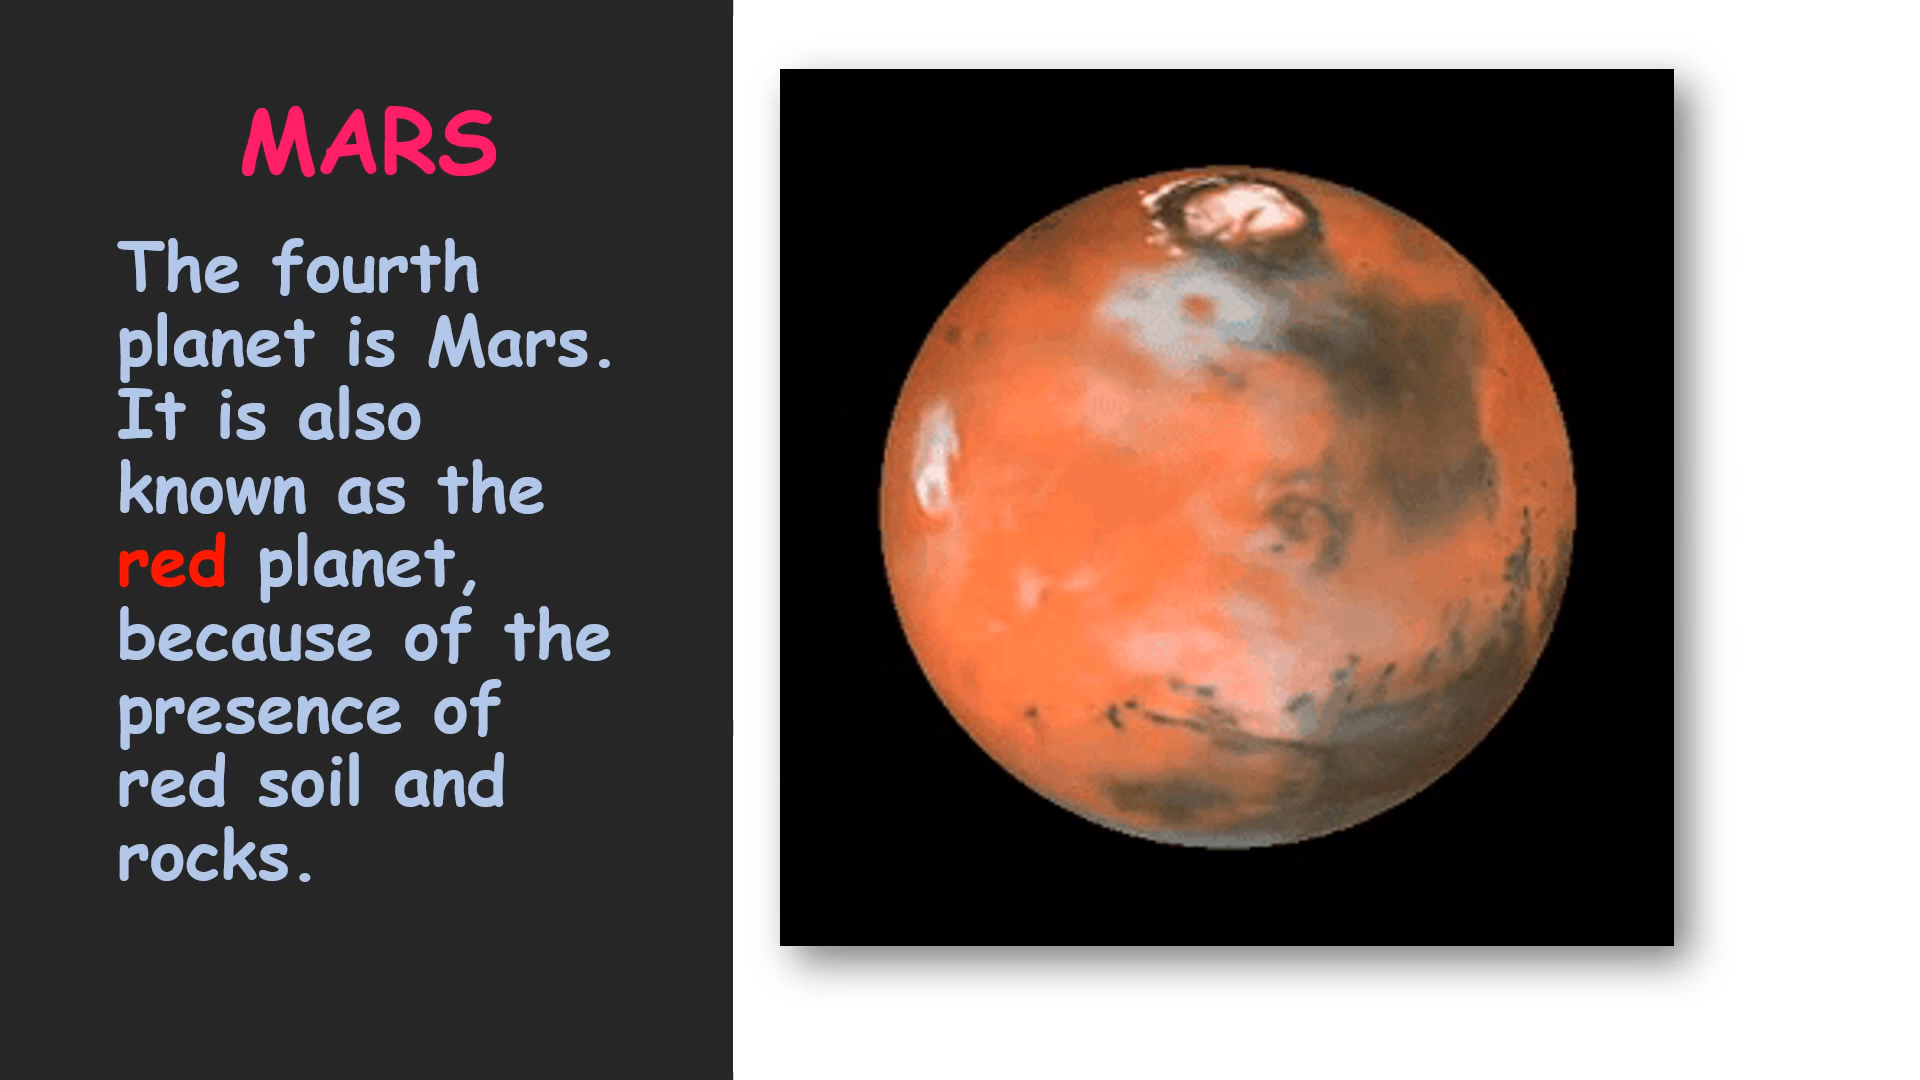 MARS
The fourth
planet is Mars.
It is also
known as the
red planet,
because of the
presence of
red soil and
rocks.